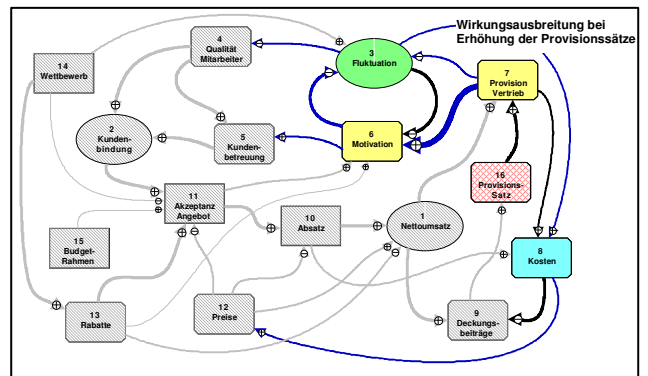 Wirkungsausbreitung bei
Erhöhung der Provisionssätze
14
Wettbewerb
4
Qualität
Mitarbeiter
3
Fluktuation
7
Provision
Vertrieb
2
Kunden-
bindung
5
Kunden-
betreuung
6
Motivation
16
Provisions-
Satz
11
Akzeptanz
Angebot
15
Budget-
Rahmen
10
Absatz
1
Nettoumsatz
8
Kosten
13
Rabatte
12
Preise
9
Deckungs-
beiträge